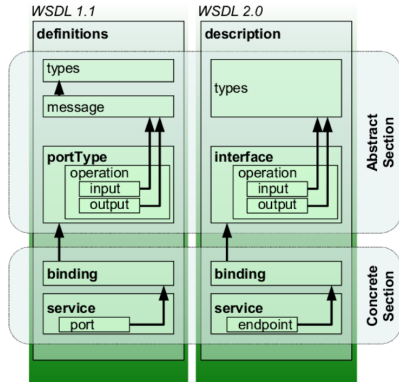 WSDL 1.1
definitions
types
message
portType
operation
input
output
binding
service
port
WSDL 2.0
description
types
interface
operation
input
output
binding
service
endpoint
Abstract
Section
Concrete
Section